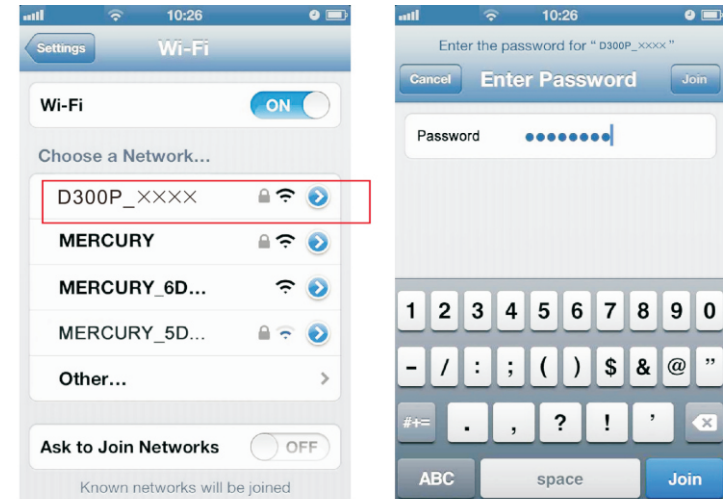 10:26
Settings
Wi-Fi
Wi-Fi ON
Choose a Network...
D300P_××××
MERCURY
MERCURY_6D...
MERCURY_5D...
Other...
Ask to Join Networks OFF
Known networks will be joined
10:26
Enter the password for “ D300P_×××× ”
Cancel Enter Password Join
Password ••••••••
1 2 3 4 5 6 7 8 9 0
- / : ; ( ) $ & @ ”
#+= . , ? ! ’
ABC space Join